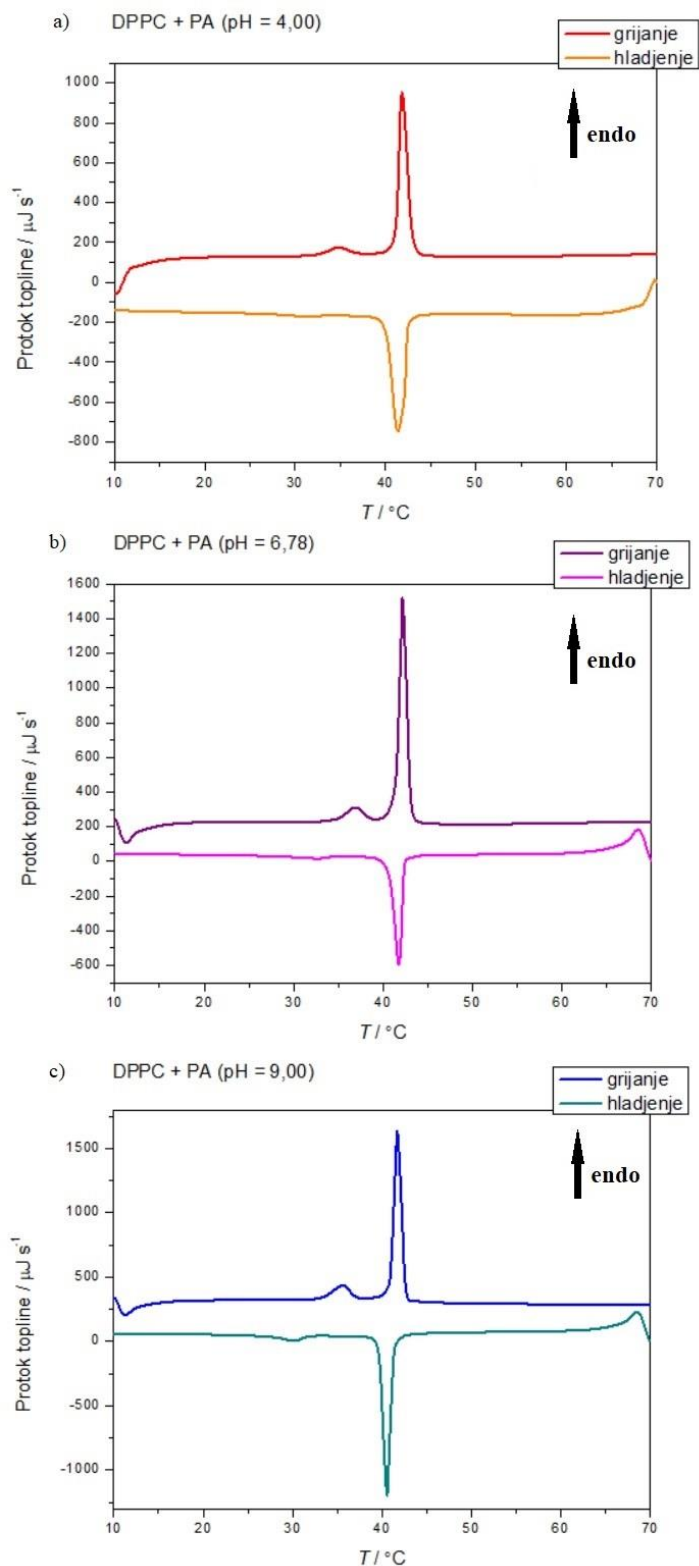 a) DPPC + PA (pH = 4,00)
grijanje
hladjenje
endo
1000
800
600
400
200
0
-200
-400
-600
-800
Protok topline / μJ s⁻¹
10 20 30 40 50 60 70
T / °C
b) DPPC + PA (pH = 6,78)
grijanje
hladjenje
endo
1600
1400
1200
1000
800
600
400
200
0
-200
-400
-600
Protok topline / μJ s⁻¹
10 20 30 40 50 60 70
T / °C
c) DPPC + PA (pH = 9,00)
grijanje
hladjenje
endo
1500
1000
500
0
-500
-1000
Protok topline / μJ s⁻¹
10 20 30 40 50 60 70
T / °C